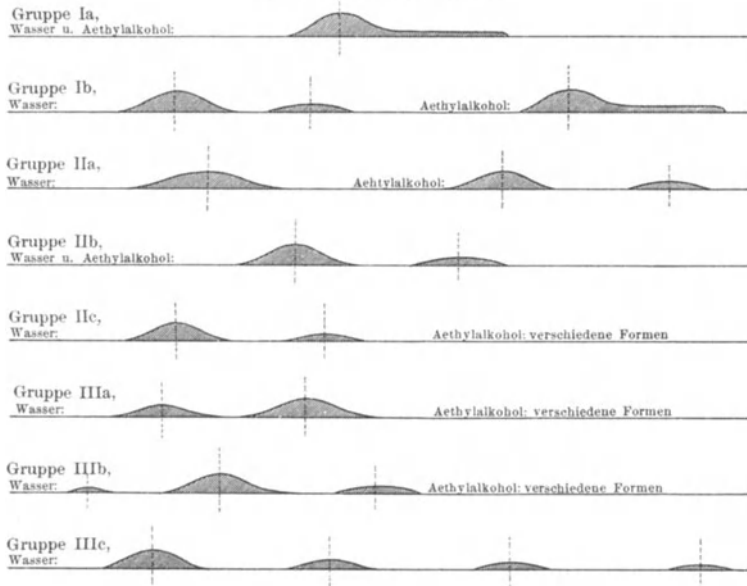 Gruppe Ia,
Wasser u. Aethylalkohol:
Gruppe Ib,
Wasser: Aethylalkohol:
Gruppe IIa,
Wasser: Aehtylalkohol:
Gruppe IIb,
Wasser u. Aethylalkohol:
Gruppe IIc,
Wasser: Aethylalkohol: verschiedene Formen
Gruppe IIIa,
Wasser: Aethylalkohol: verschiedene Formen
Gruppe IIIb,
Wasser: Aethylalkohol: verschiedene Formen
Gruppe IIIc,
Wasser: